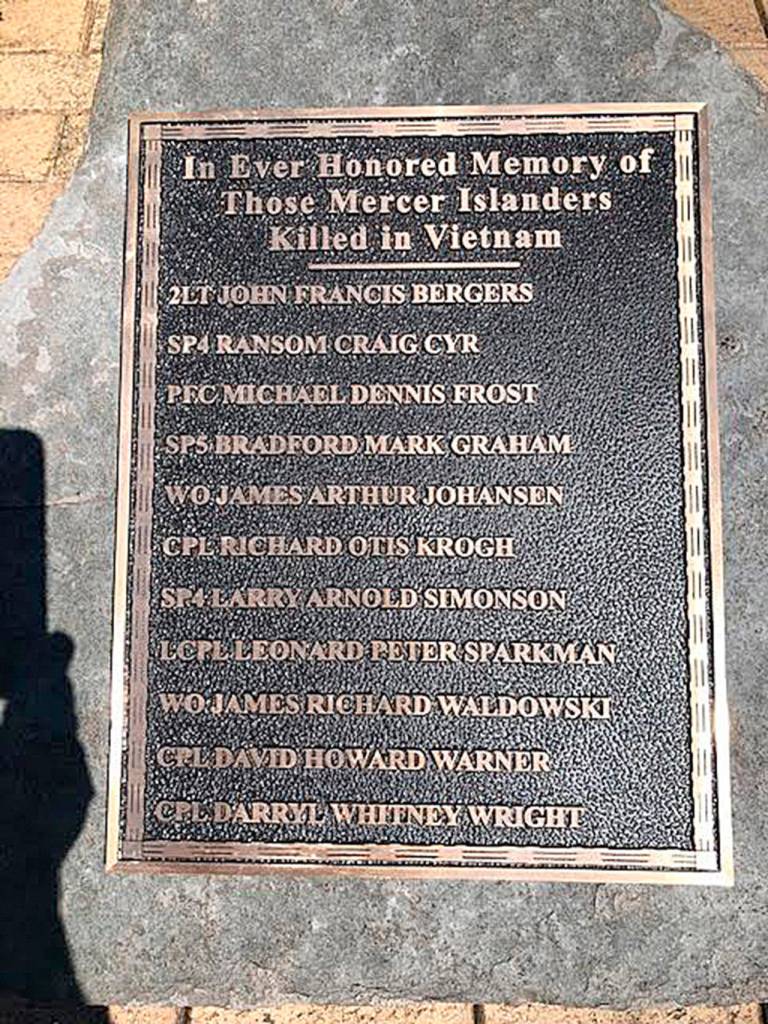 In Ever Honored Memory of
Those Mercer Islanders
Killed in Vietnam
2LT JOHN FRANCIS BERGERS
SP4 RANSOM CRAIG CYR
PFC MICHAEL DENNIS FROST
SP5 BRADFORD MARK GRAHAM
WO JAMES ARTHUR JOHANSEN
CPL RICHARD OTIS KROGH
SP4 LARRY ARNOLD SIMONSON
LCPL LEONARD PETER SPARKMAN
WO JAMES RICHARD WALDOWSKI
CPL DAVID HOWARD WARNER
CPL DARRYL WHITNEY WRIGHT